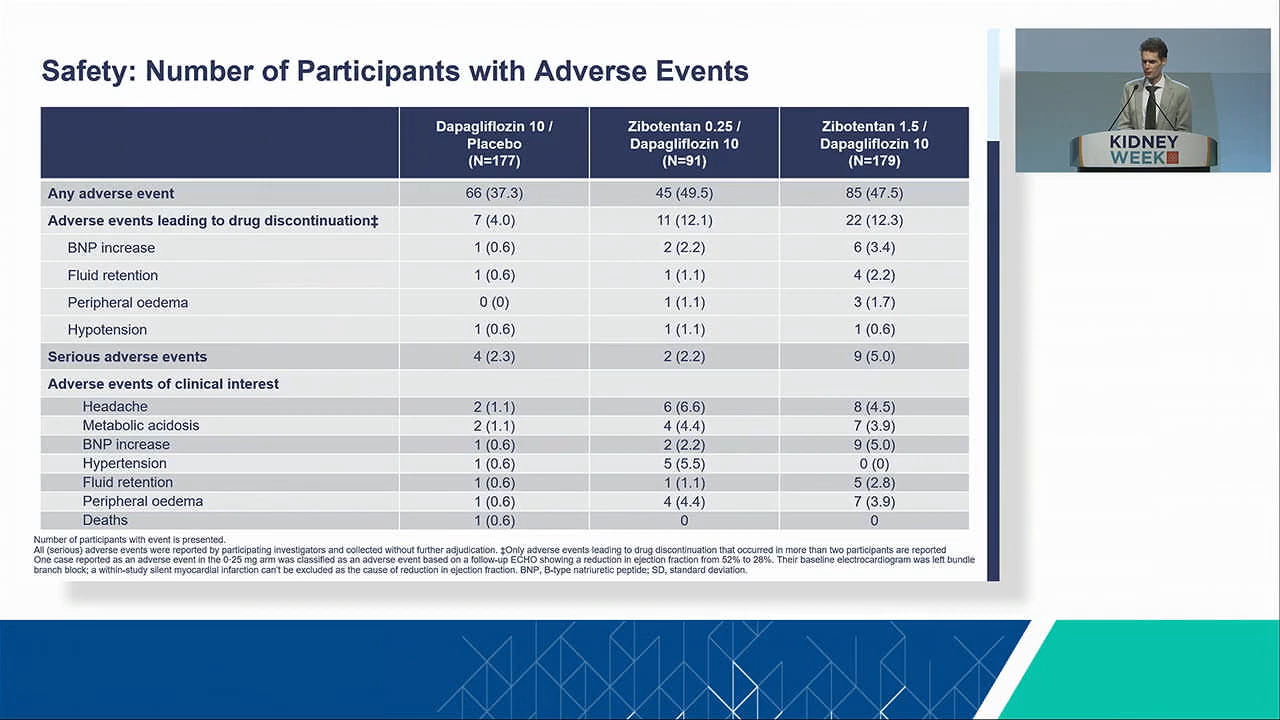 Safety: Number of Participants with Adverse Events
Dapagliflozin 10 /
Placebo
(N=177)
Zibotentan 0.25 /
Dapagliflozin 10
(N=91)
Zibotentan 1.5 /
Dapagliflozin 10
(N=179)
Any adverse event 66 (37.3) 45 (49.5) 85 (47.5)
Adverse events leading to drug discontinuation‡ 7 (4.0) 11 (12.1) 22 (12.3)
BNP increase 1 (0.6) 2 (2.2) 6 (3.4)
Fluid retention 1 (0.6) 1 (1.1) 4 (2.2)
Peripheral oedema 0 (0) 1 (1.1) 3 (1.7)
Hypotension 1 (0.6) 1 (1.1) 1 (0.6)
Serious adverse events 4 (2.3) 2 (2.2) 9 (5.0)
Adverse events of clinical interest
Headache 2 (1.1) 6 (6.6) 8 (4.5)
Metabolic acidosis 2 (1.1) 4 (4.4) 7 (3.9)
BNP increase 1 (0.6) 2 (2.2) 9 (5.0)
Hypertension 1 (0.6) 5 (5.5) 0 (0)
Fluid retention 1 (0.6) 1 (1.1) 5 (2.8)
Peripheral oedema 1 (0.6) 4 (4.4) 7 (3.9)
Deaths 1 (0.6) 0 0
Number of participants with event is presented.
All (serious) adverse events were reported by participating investigators and collected without further adjudication. ‡Only adverse events leading to drug discontinuation that occurred in more than two participants are reported
One case reported as an adverse event in the 0·25 mg arm was classified as an adverse event based on a follow-up ECHO showing a reduction in ejection fraction from 52% to 28%. Their baseline electrocardiogram was left bundle
branch block; a within-study silent myocardial infarction can't be excluded as the cause of reduction in ejection fraction. BNP, B-type natriuretic peptide; SD, standard deviation.
KIDNEY
WEEK